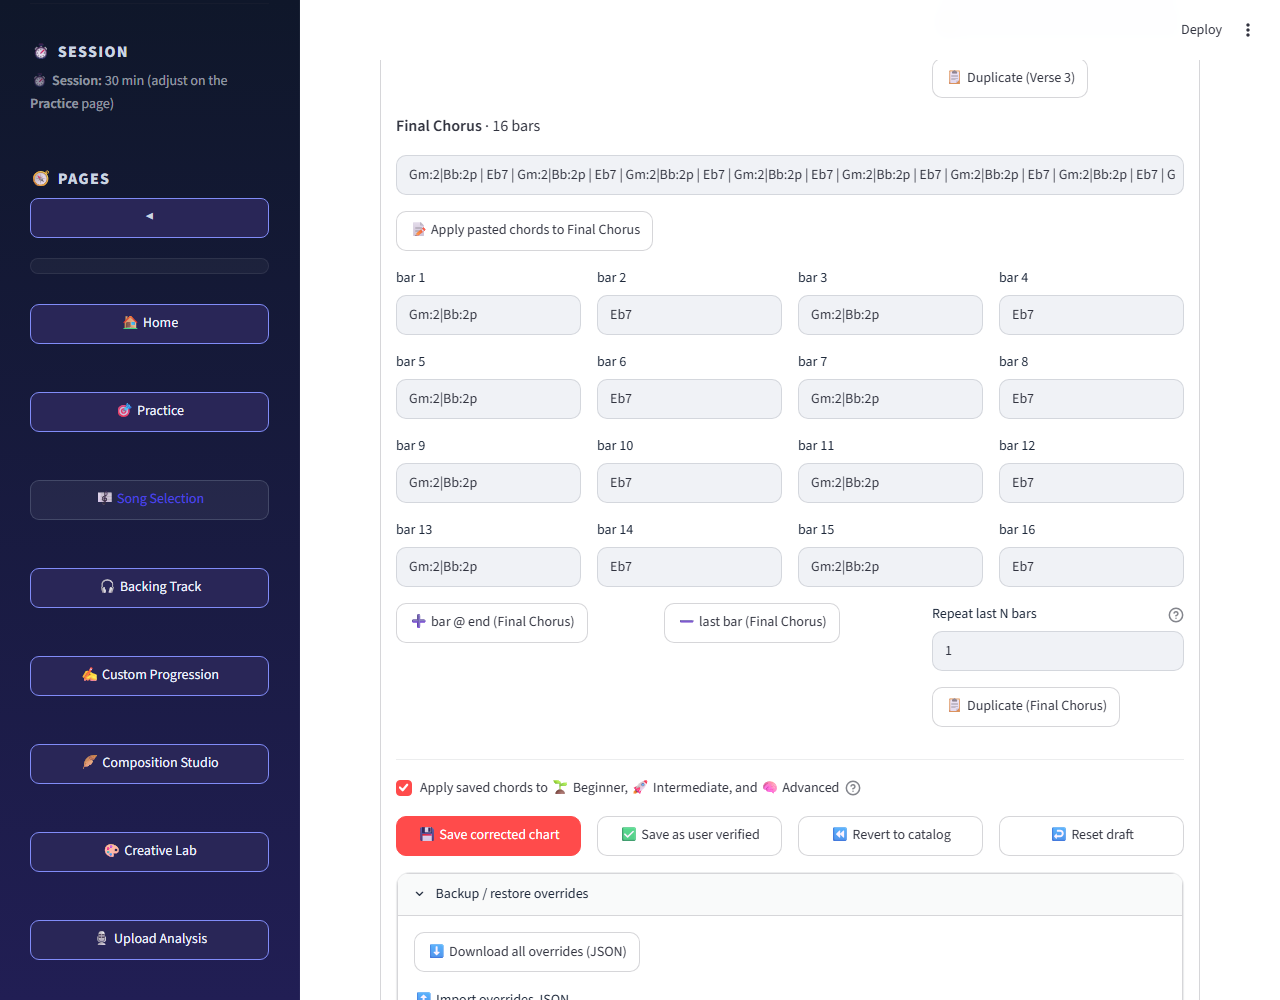 SESSION
Session: 30 min (adjust on the
Practice page)
PAGES
Home
Practice
Song Selection
Backing Track
Custom Progression
Composition Studio
Creative Lab
Upload Analysis
Deploy
Duplicate (Verse 3)
Final Chorus · 16 bars
Gm:2|Bb:2p | Eb7 | Gm:2|Bb:2p | Eb7 | Gm:2|Bb:2p | Eb7 | Gm:2|Bb:2p | Eb7 | Gm:2|Bb:2p | Eb7 | Gm:2|Bb:2p | Eb7 | Gm:2|Bb:2p | Eb7 | G
Apply pasted chords to Final Chorus
bar 1 bar 2 bar 3 bar 4
Gm:2|Bb:2p Eb7 Gm:2|Bb:2p Eb7
bar 5 bar 6 bar 7 bar 8
Gm:2|Bb:2p Eb7 Gm:2|Bb:2p Eb7
bar 9 bar 10 bar 11 bar 12
Gm:2|Bb:2p Eb7 Gm:2|Bb:2p Eb7
bar 13 bar 14 bar 15 bar 16
Gm:2|Bb:2p Eb7 Gm:2|Bb:2p Eb7
bar @ end (Final Chorus)
last bar (Final Chorus)
Repeat last N bars
1
Duplicate (Final Chorus)
Apply saved chords to Beginner, Intermediate, and Advanced
Save corrected chart
Save as user verified
Revert to catalog
Reset draft
Backup / restore overrides
Download all overrides (JSON)
Import overrides JSON